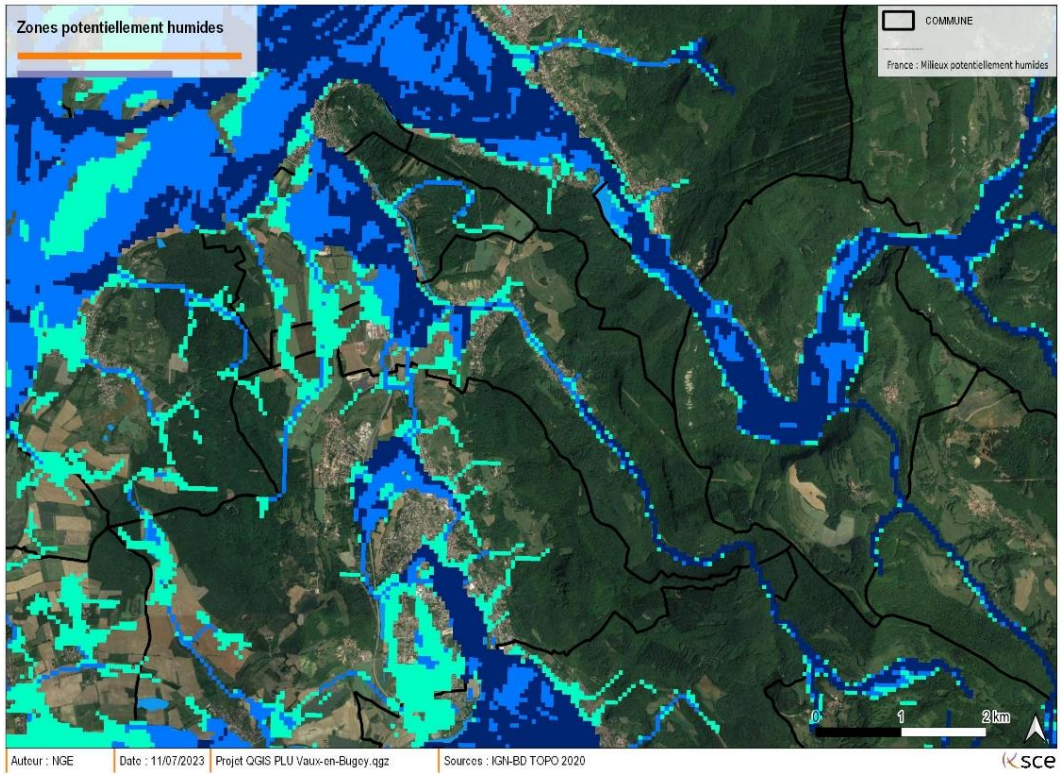 Zones potentiellement humides
COMMUNE
France : Milieux potentiellement humides
0 1 2 km
Auteur : NGE
Date : 11/07/2023
Projet QGIS PLU Vaux-en-Bugey.qgz
Sources : IGN-BD TOPO 2020
sce